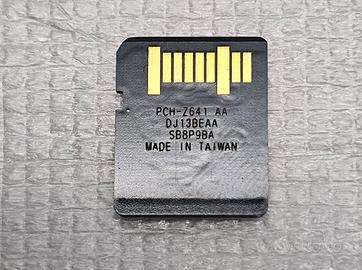 PCH-Z641 AA
DJ13BEAA
SB8P9BA
MADE IN TAIWAN